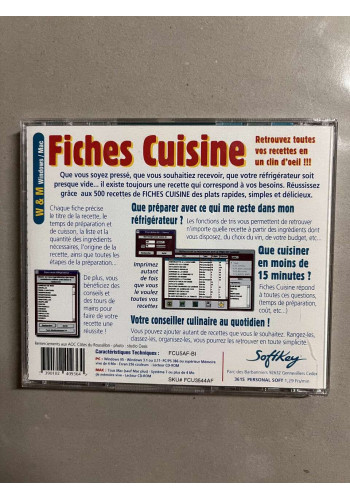 W & M Windows / Mac
Fiches Cuisine
Retrouvez toutes
vos recettes en
un clin d'oeil !!!
Que vous soyez pressé, que vous souhaitiez recevoir, que votre réfrigérateur soit
presque vide... il existe toujours une recette qui correspond à vos besoins. Réussissez
grâce aux 500 recettes de FICHES CUISINE des plats rapides, simples et délicieux.
Chaque fiche précise
le titre de la recette, le
temps de préparation et
de cuisson, la liste et la
quantité des ingrédients
nécessaires, l'origine de la
recette, ainsi que toutes les
étapes de la préparation...
Que préparer avec ce qui me reste dans mon
réfrigérateur ?
Les fonctions de tris vous permettent de retrouver
n'importe quelle recette à partir des ingrédients dont
vous disposez, du choix du vin, de votre budget, etc...
De plus, vous
bénéficiez des
conseils et des
tours de mains
pour faire de
votre recette
une réussite !
Imprimez
autant de
fois que
vous le
voulez toutes
vos recettes
Que cuisiner
en moins de
15 minutes ?
Fiches Cuisine répond
à toutes ces questions,
(temps de préparation,
coût, etc...)
Votre conseiller culinaire au quotidien !
Vous pouvez ajouter autant de recettes que vous le souhaitez. Rangez-les,
classez-les, organisez-les, trouvez-les,
Caractéristiques Techniques :
FCU5AF-BI
SKU# FCU3544AF
SoftKey
3615 PERSONAL SOFT